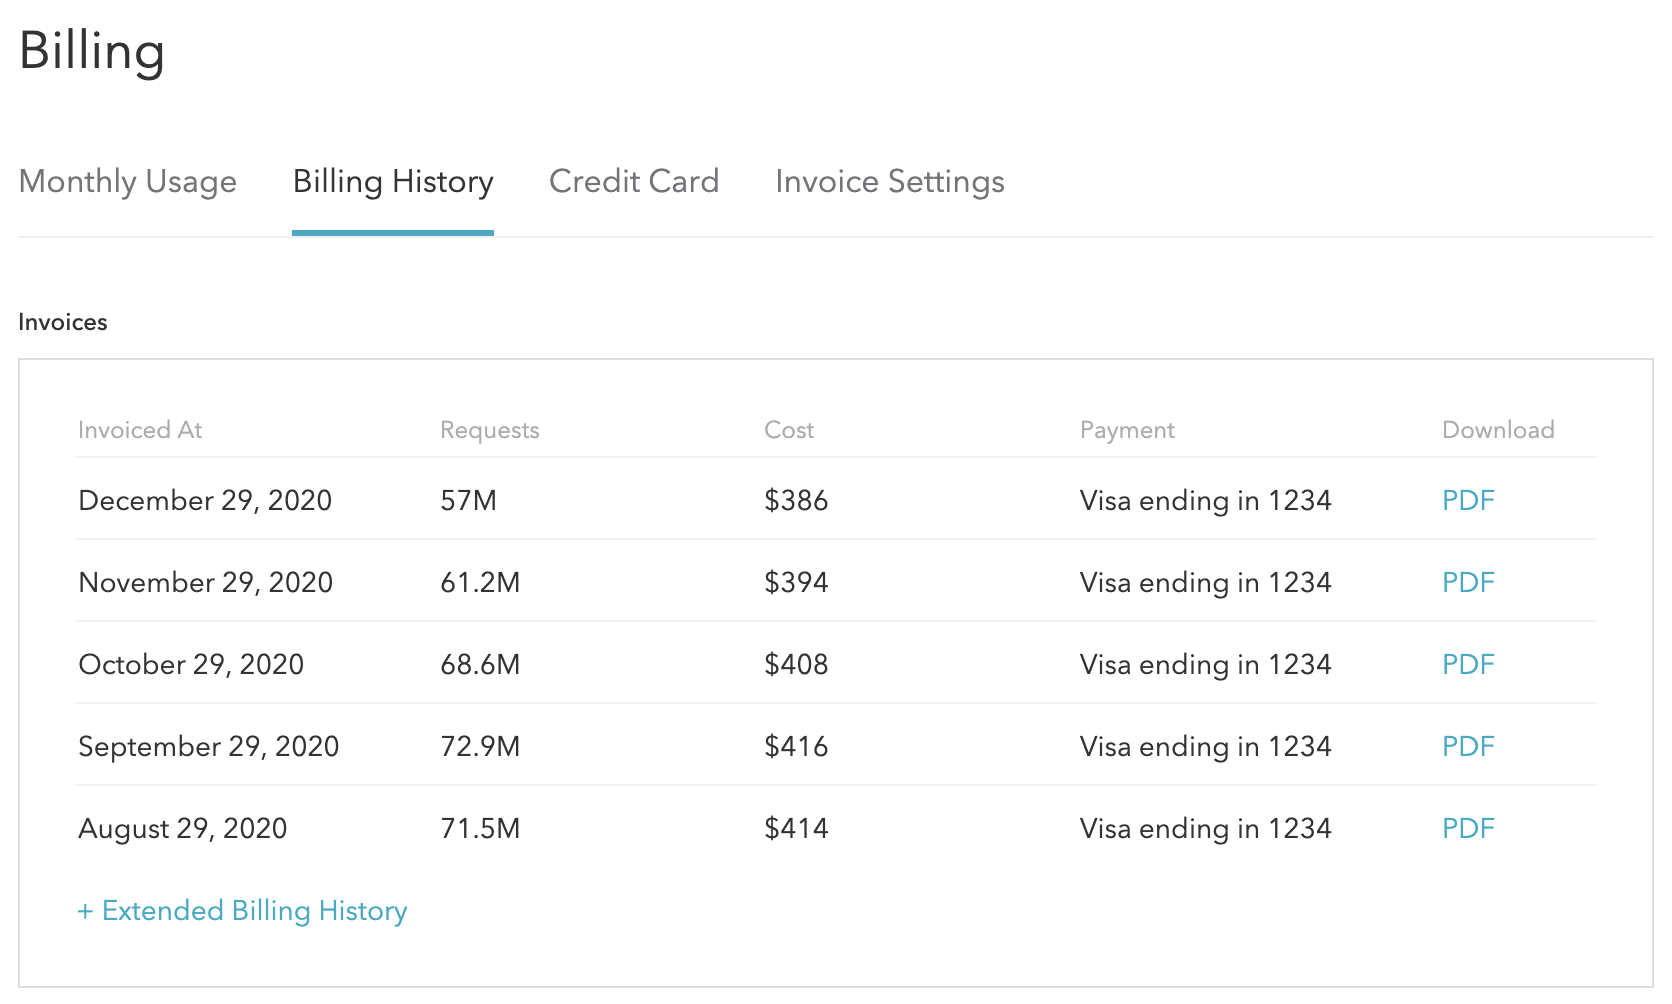 Billing
Monthly Usage Billing History Credit Card Invoice Settings
Invoices
Invoiced At Requests Cost Payment Download
December 29, 2020 57M $386 Visa ending in 1234 PDF
November 29, 2020 61.2M $394 Visa ending in 1234 PDF
October 29, 2020 68.6M $408 Visa ending in 1234 PDF
September 29, 2020 72.9M $416 Visa ending in 1234 PDF
August 29, 2020 71.5M $414 Visa ending in 1234 PDF
+ Extended Billing History